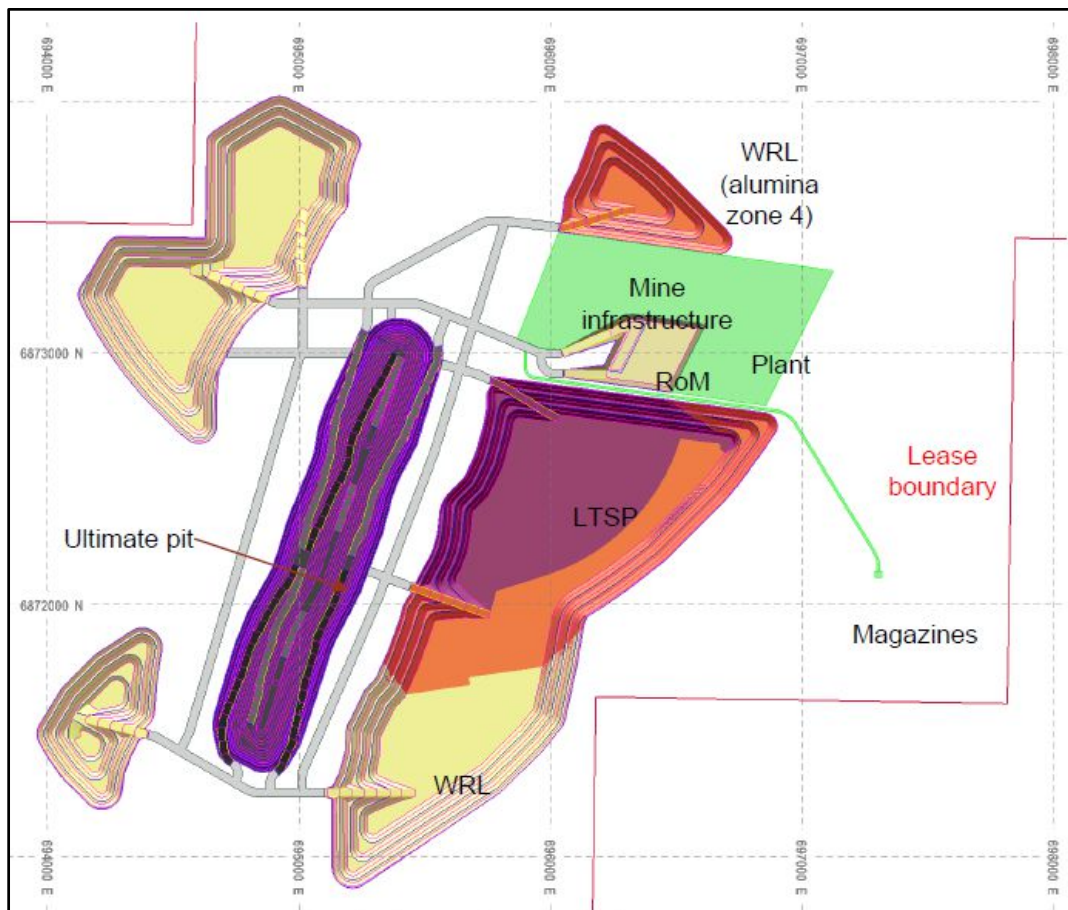 694000 E
695000 E
696000 E
697000 E
698000 E
WRL
(alumina
zone 4)
Mine
infrastructure
6873000 N
Plant
RoM
Lease
boundary
LTSP
Ultimate pit
6872000 N
Magazines
WRL
694000 E
695000 E
696000 E
697000 E
698000 E